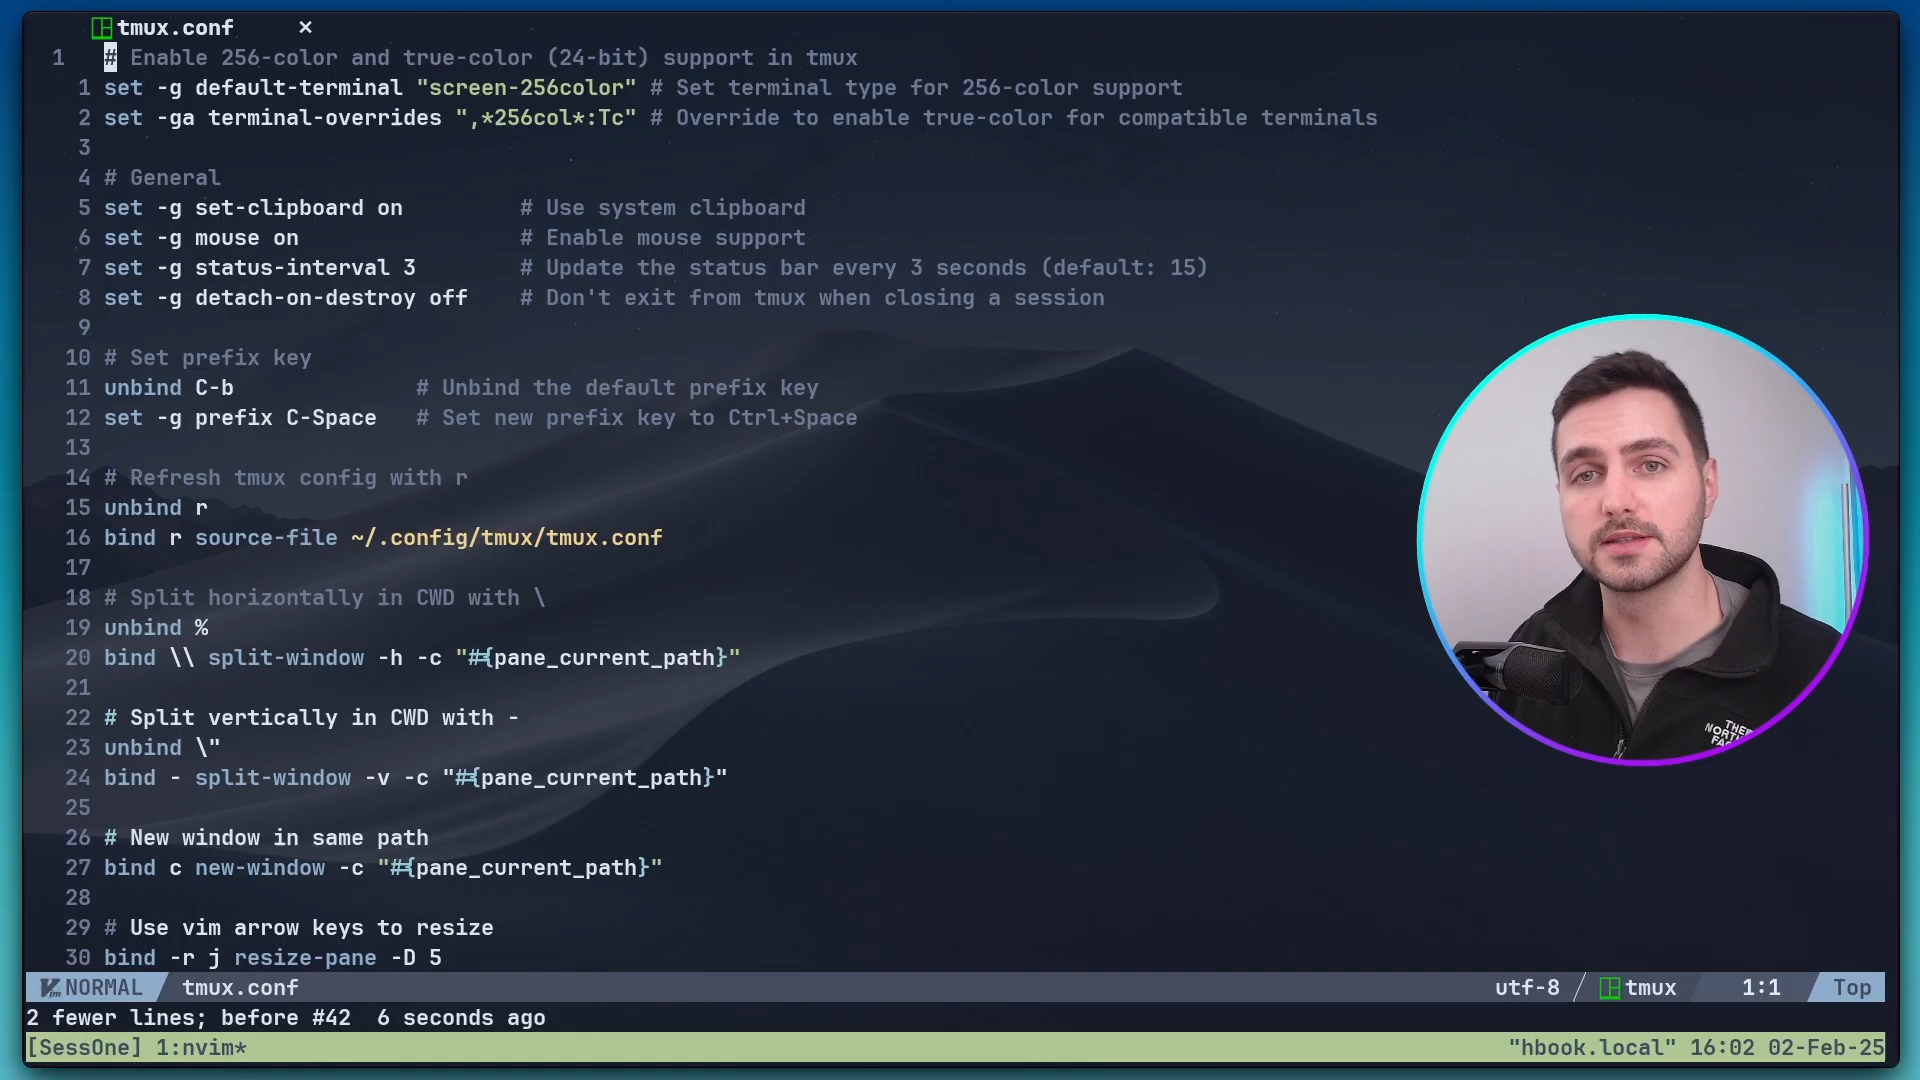 tmux.conf ×
1 # Enable 256-color and true-color (24-bit) support in tmux
1 set -g default-terminal "screen-256color" # Set terminal type for 256-color support
2 set -ga terminal-overrides ",*256col*:Tc" # Override to enable true-color for compatible terminals
3
4 # General
5 set -g set-clipboard on # Use system clipboard
6 set -g mouse on # Enable mouse support
7 set -g status-interval 3 # Update the status bar every 3 seconds (default: 15)
8 set -g detach-on-destroy off # Don't exit from tmux when closing a session
9
10 # Set prefix key
11 unbind C-b # Unbind the default prefix key
12 set -g prefix C-Space # Set new prefix key to Ctrl+Space
13
14 # Refresh tmux config with r
15 unbind r
16 bind r source-file ~/.config/tmux/tmux.conf
17
18 # Split horizontally in CWD with \
19 unbind %
20 bind \\ split-window -h -c "#{pane_current_path}"
21
22 # Split vertically in CWD with -
23 unbind \"
24 bind - split-window -v -c "#{pane_current_path}"
25
26 # New window in same path
27 bind c new-window -c "#{pane_current_path}"
28
29 # Use vim arrow keys to resize
30 bind -r j resize-pane -D 5
NORMAL tmux.conf utf-8 tmux 1:1 Top
2 fewer lines; before #42 6 seconds ago
[SessOne] 1:nvim* "hbook.local" 16:02 02-Feb-25
THE
NORTH